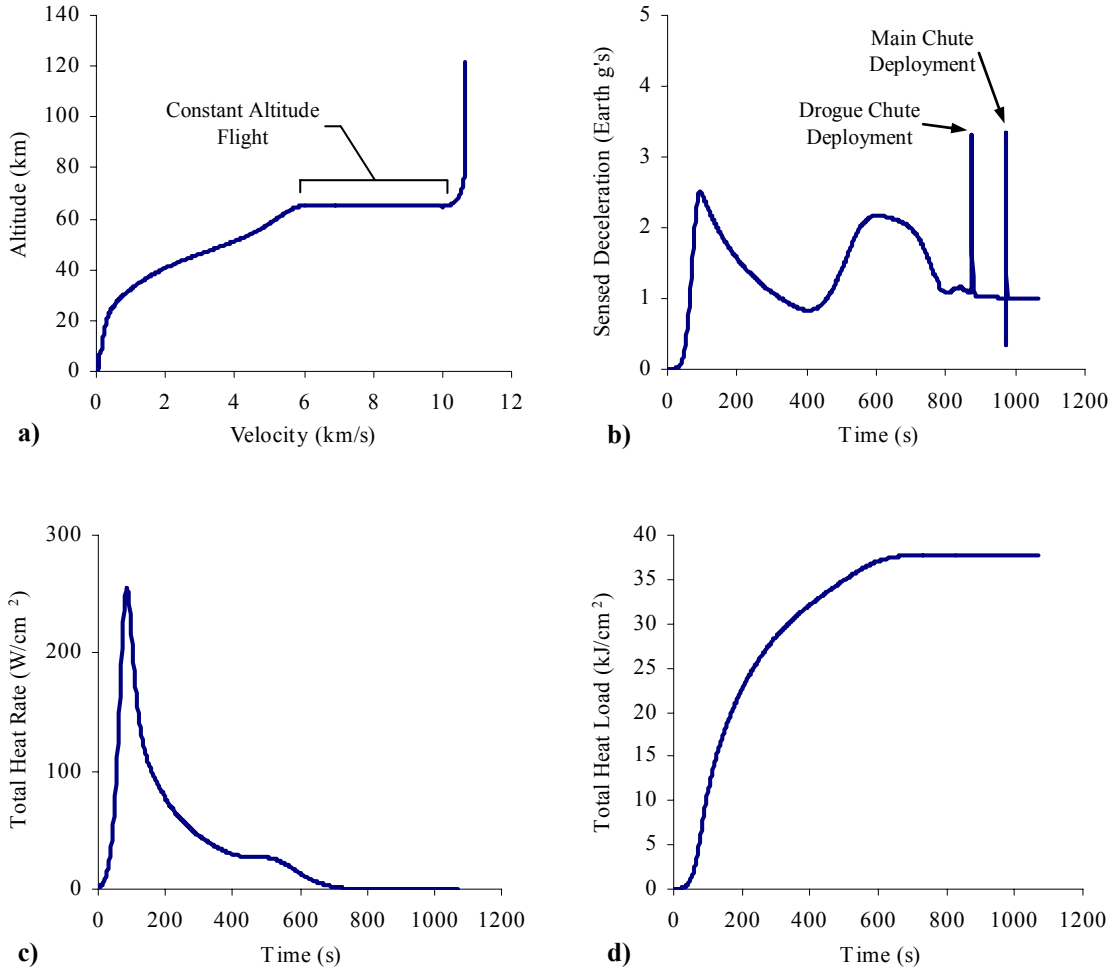 140
120
100
80
60
40
20
0
Altitude (km)
Constant Altitude
Flight
0 2 4 6 8 10 12
Velocity (km/s)
a)
5
4
3
2
1
0
Sensed Deceleration (Earth g's)
Main Chute
Deployment
Drogue Chute
Deployment
0 200 400 600 800 1000 1200
Time (s)
b)
300
200
100
0
Total Heat Rate (W/cm ²)
0 200 400 600 800 1000 1200
Time (s)
c)
40
35
30
25
20
15
10
5
0
Total Heat Load (kJ/cm²)
0 200 400 600 800 1000 1200
Time (s)
d)